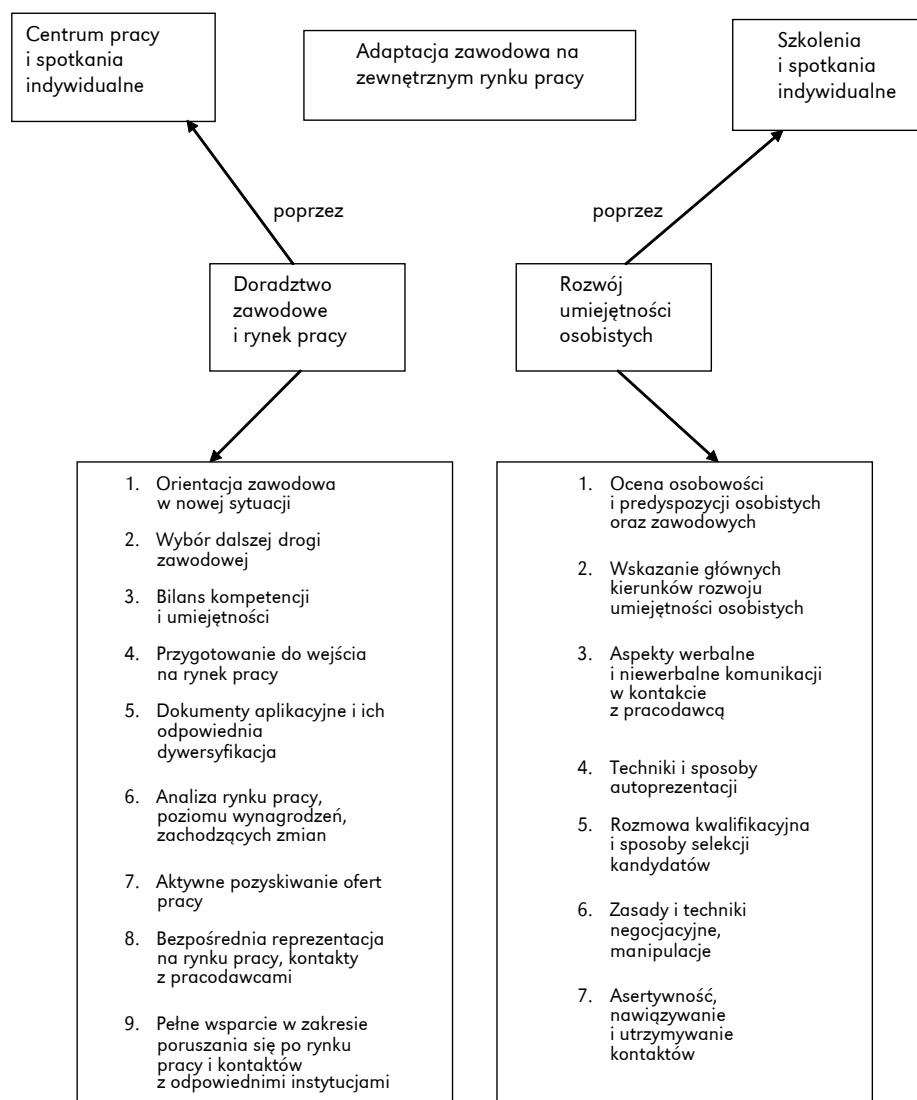 Centrum pracy
i spotkania
indywidualne
Adaptacja zawodowa na
zewnętrznym rynku pracy
Szkolenia
i spotkania
indywidualne
poprzez
poprzez
Doradztwo
zawodowe
i rynek pracy
Rozwój
umiejętności
osobistych
1. Orientacja zawodowa
w nowej sytuacji
2. Wybór dalszej drogi
zawodowej
3. Bilans kompetencji
i umiejętności
4. Przygotowanie do wejścia
na rynek pracy
5. Dokumenty aplikacyjne i ich
odpowiednia
dywersyfikacja
6. Analiza rynku pracy,
poziomu wynagrodzeń,
zachodzących zmian
7. Aktywne pozyskiwanie ofert
pracy
8. Bezpośrednia reprezentacja
na rynku pracy, kontakty
z pracodawcami
9. Pełne wsparcie w zakresie
poruszania się po rynku
pracy i kontaktów
z odpowiednimi instytucjami
1. Ocena osobowości
i predyspozycji osobistych
oraz zawodowych
2. Wskazanie głównych
kierunków rozwoju
umiejętności osobistych
3. Aspekty werbalne
i niewerbalne komunikacji
w kontakcie
z pracodawcą
4. Techniki i sposoby
autoprezentacji
5. Rozmowa kwalifikacyjna
i sposoby selekcji
kandydatów
6. Zasady i techniki
negocjacyjne,
manipulacje
7. Asertywność,
nawiązywanie
i utrzymywanie
kontaktów